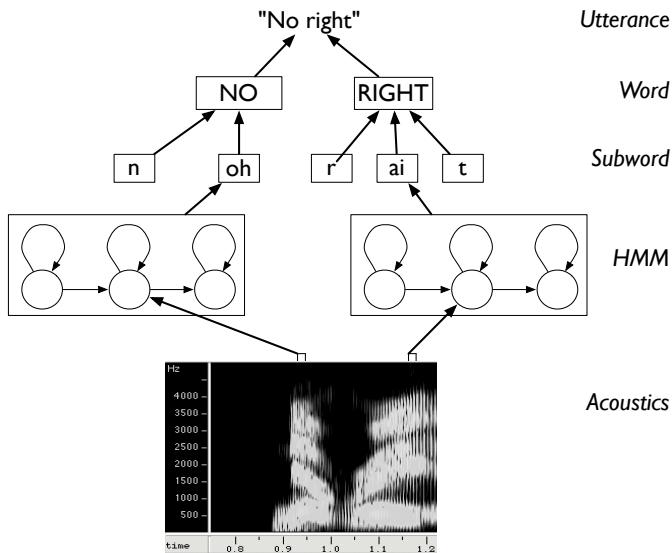 "No right"
Utterance
NO
RIGHT
Word
n
oh
r
ai
t
Subword
HMM
Hz
Acoustics
4000
3500
3000
2500
2000
1500
1000
500
time 0.8 0.9 1.0 1.1 1.2